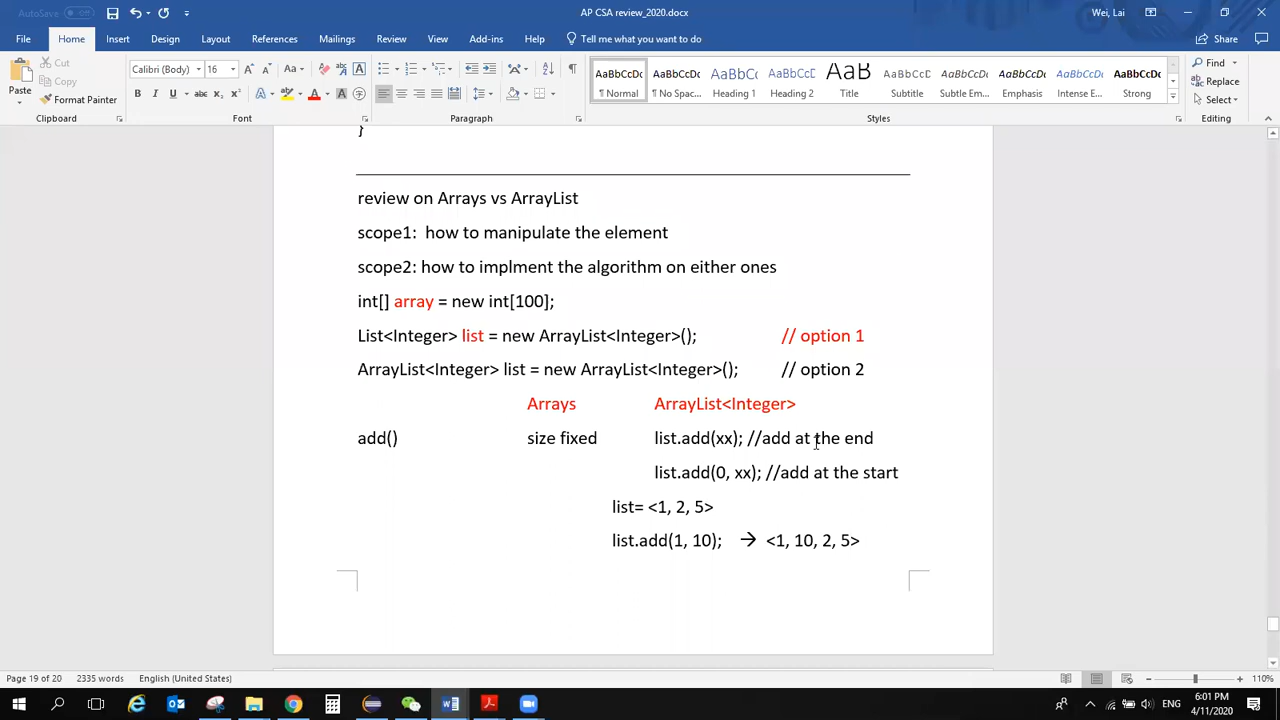 AutoSave Off
AP CSA review_2020.docx
Wei, Lai
File Home Insert Design Layout References Mailings Review View Add-ins Help Tell me what you want to do
Share
Paste
Cut
Copy
Format Painter
Clipboard
Calibri (Body) 16
Font
Paragraph
AaBbCcDc AaBbCcDc AaBbCc AaBbCcC AaB AaBbCcD AaBbCcDc AaBbCcDc AaBbCcDc AaBbCcDc
¶ Normal ¶ No Spac... Heading 1 Heading 2 Title Subtitle Subtle Em... Emphasis Intense E... Strong
Styles
Find
Replace
Select
Editing
}
review on Arrays vs ArrayList
scope1: how to manipulate the element
scope2: how to implment the algorithm on either ones
int[] array = new int[100];
List<Integer> list = new ArrayList<Integer>(); // option 1
ArrayList<Integer> list = new ArrayList<Integer>(); // option 2
Arrays ArrayList<Integer>
add() size fixed list.add(xx); //add at the end
list.add(0, xx); //add at the start
list= <1, 2, 5>
list.add(1, 10); → <1, 10, 2, 5>
Page 19 of 20 2335 words English (United States)
110%
ENG
6:01 PM
4/11/2020